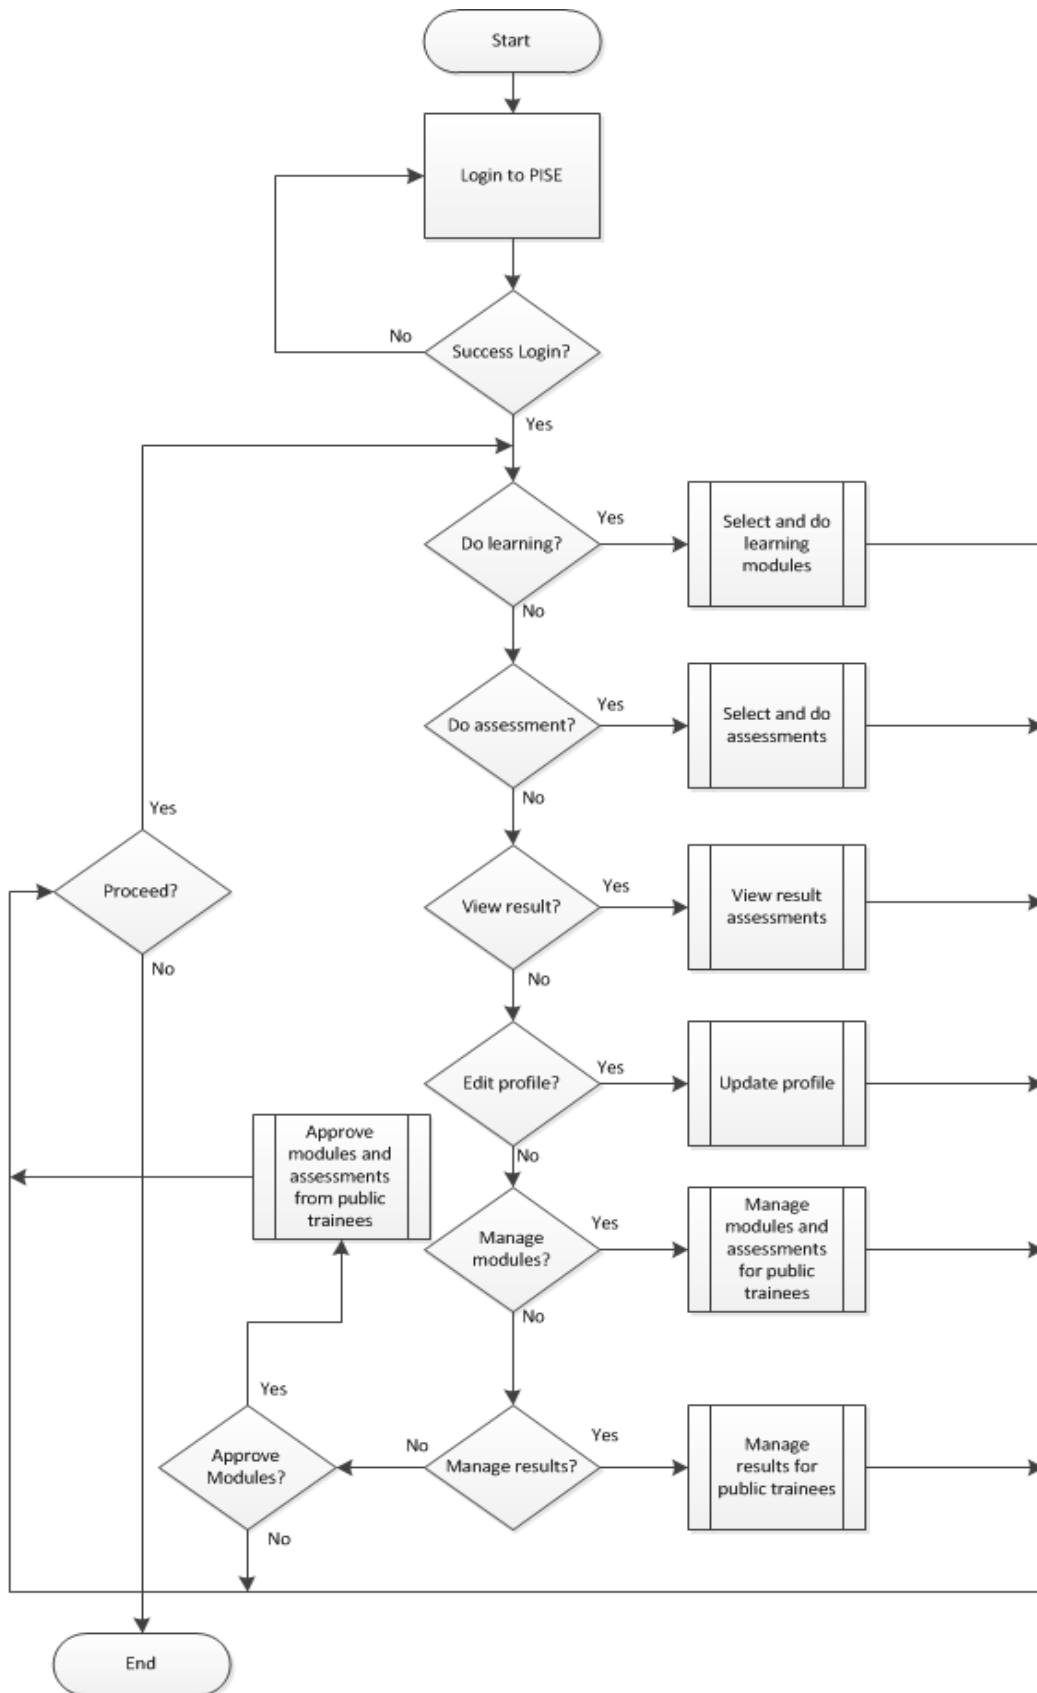 Start
Login to PISE
No
Success Login?
Yes
Do learning?
Yes
Select and do
learning
modules
No
Do assessment?
Yes
Select and do
assessments
No
Yes
Proceed?
No
View result?
Yes
View result
assessments
No
Edit profile?
Yes
Update profile
No
Approve
modules and
assessments
from public
trainees
Manage
modules?
Yes
Manage
modules and
assessments
for public
trainees
No
Yes
Approve
Modules?
No
No
Manage results?
Yes
Manage
results for
public trainees
End